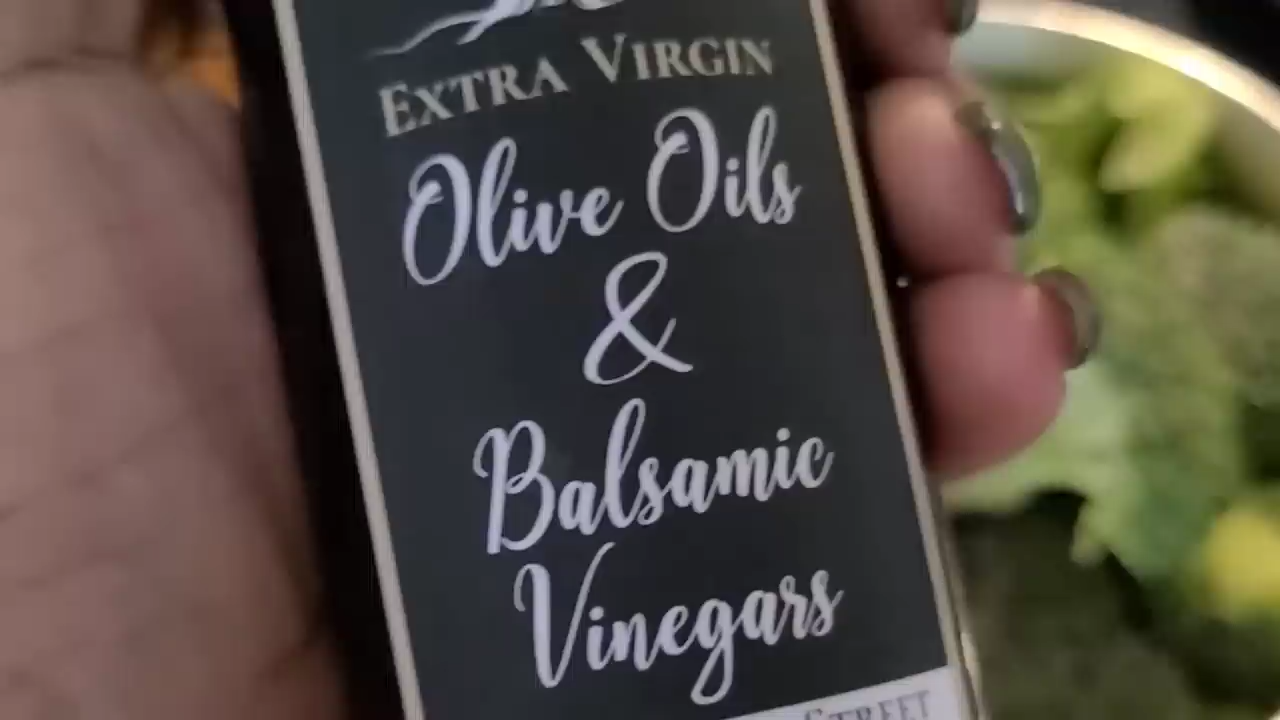 EXTRA VIRGIN
Olive Oils
&
Balsamic
Vinegars
STREET